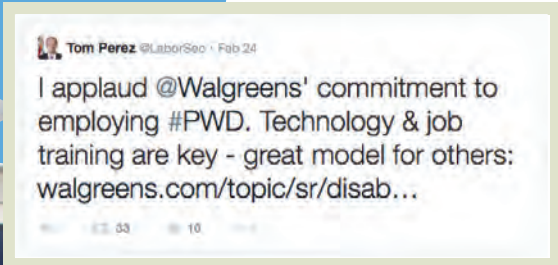 Tom Perez @LaborSec · Feb 24
I applaud @Walgreens' commitment to
employing #PWD. Technology & job
training are key - great model for others:
walgreens.com/topic/sr/disab…
33 10